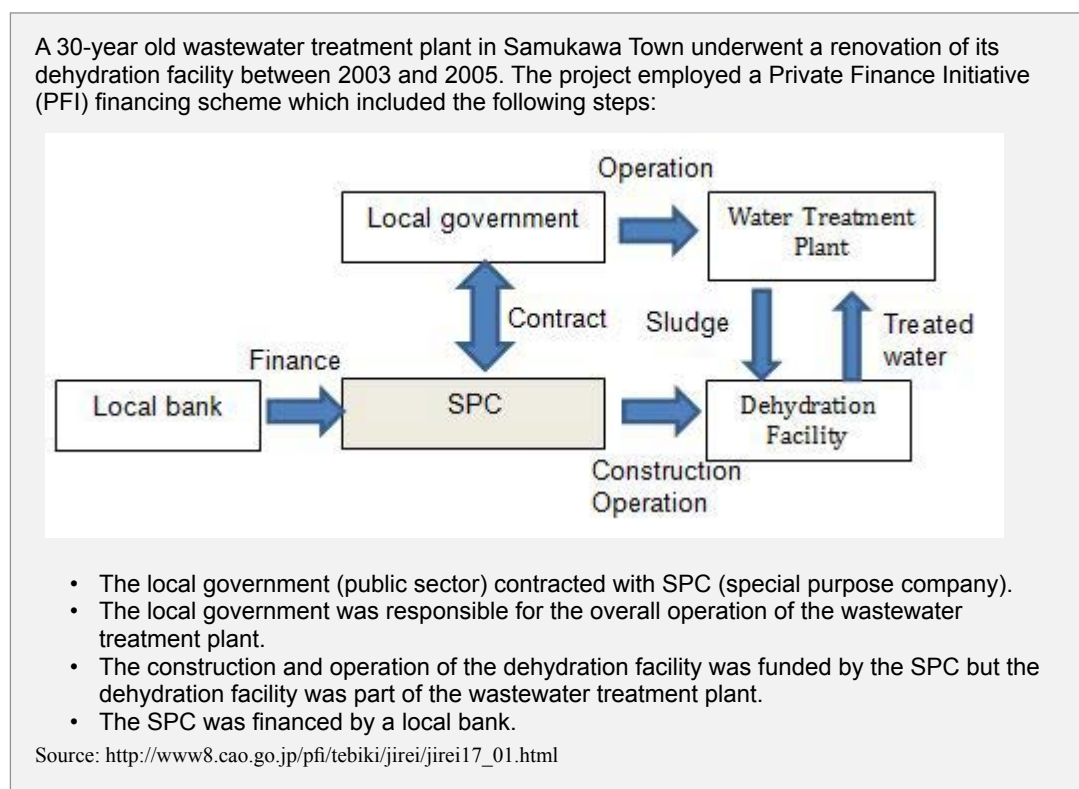 A 30-year old wastewater treatment plant in Samukawa Town underwent a renovation of its
dehydration facility between 2003 and 2005. The project employed a Private Finance Initiative
(PFI) financing scheme which included the following steps:
Operation
Local government
Water Treatment
Plant
Contract
Sludge
Treated
water
Finance
Local bank
SPC
Dehydration
Facility
Construction
Operation
• The local government (public sector) contracted with SPC (special purpose company).
• The local government was responsible for the overall operation of the wastewater
treatment plant.
• The construction and operation of the dehydration facility was funded by the SPC but the
dehydration facility was part of the wastewater treatment plant.
• The SPC was financed by a local bank.
Source: http://www8.cao.go.jp/pfi/tebiki/jirei/jirei17_01.html